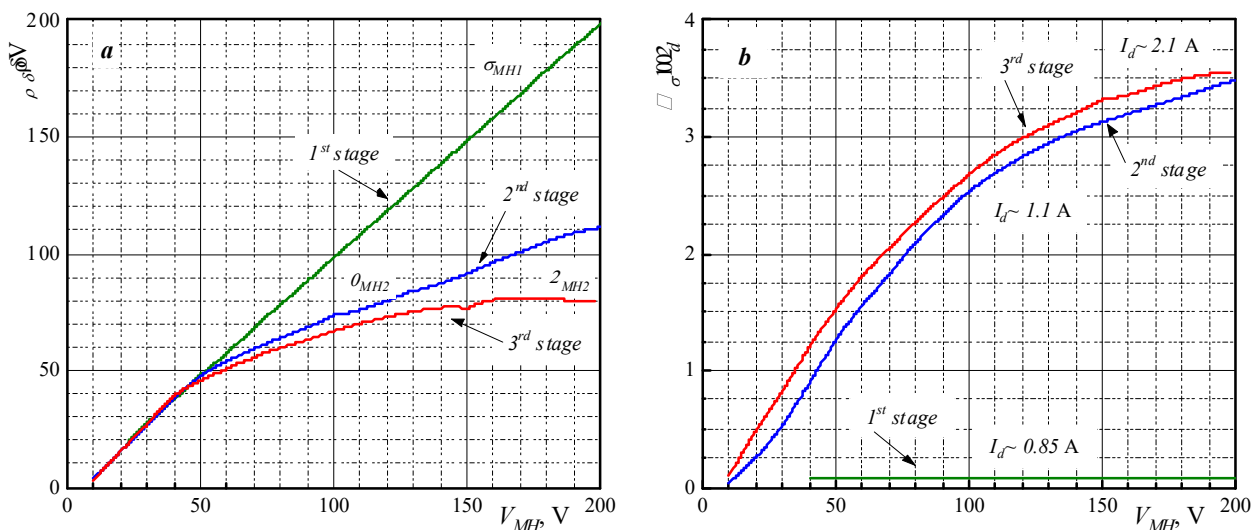 200
150
100
50
0
a
σMH1
1st stage
2nd stage
0MH2
2MH2
3rd stage
0
50
100
150
200
VMH, V
4
3
2
1
0
b
Id~ 2.1 A
3rd stage
2nd stage
Id~ 1.1 A
1st stage
Id~ 0.85 A
0
50
100
150
200
VMH, V